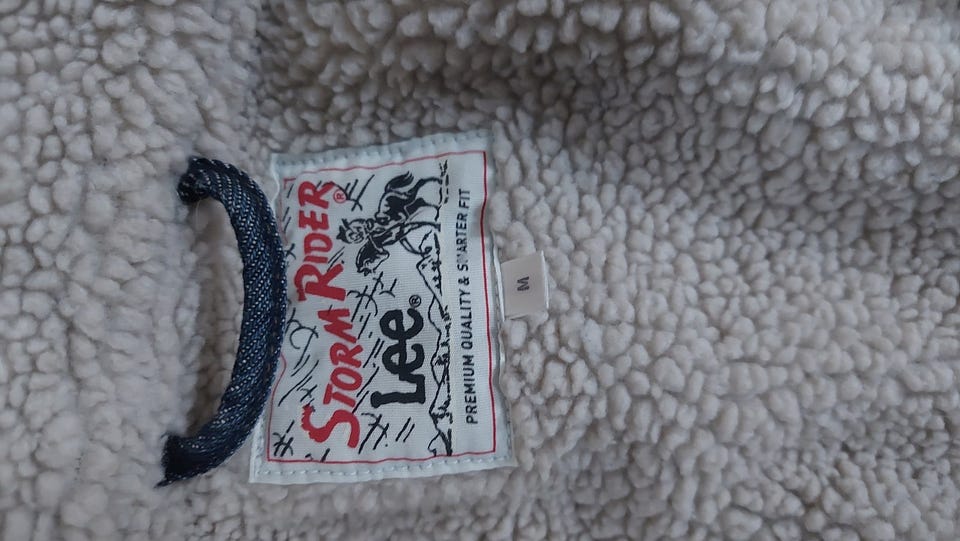 STORM RIDER®
Lee®
PREMIUM QUALITY & SMARTER FIT
M